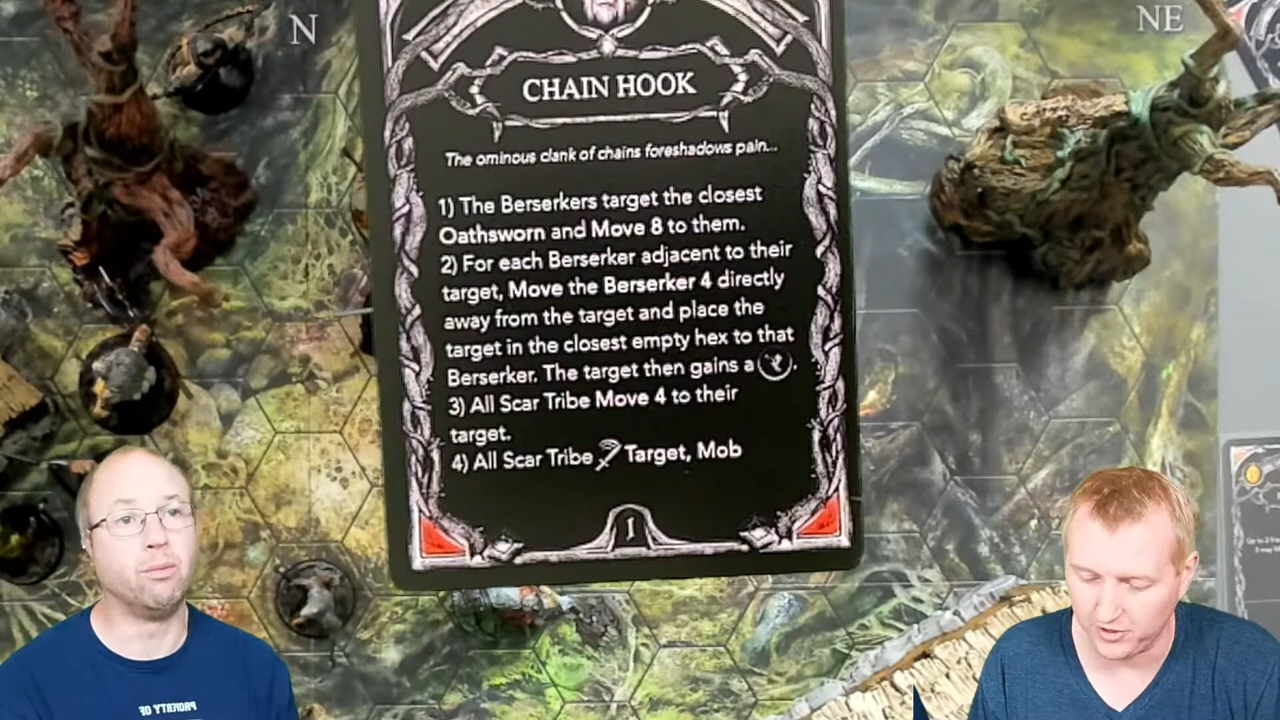 N
NE
CHAIN HOOK
The ominous clank of chains foreshadows pain...
1) The Berserkers target the closest
Oathsworn and Move 8 to them.
2) For each Berserker adjacent to their
target, Move the Berserker 4 directly
away from the target and place the
target in the closest empty hex to that
Berserker. The target then gains a .
3) All Scar Tribe Move 4 to their
target.
4) All Scar Tribe Target, Mob
1
PROPERTY OF